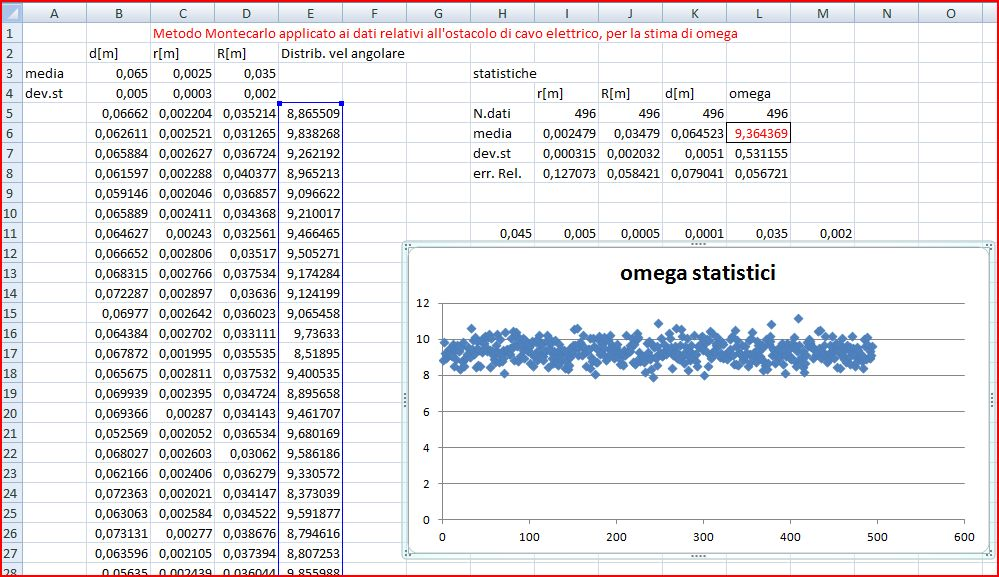 A B C D E F G H I J K L M N O
1 Metodo Montecarlo applicato ai dati relativi all'ostacolo di cavo elettrico, per la stima di omega
2 d[m] r[m] R[m] Distrib. vel angolare
3 media 0,065 0,0025 0,035 statistiche
4 dev.st 0,005 0,0003 0,002 r[m] R[m] d[m] omega
5 0,06662 0,002204 0,035214 8,865509 N.dati 496 496 496 496
6 0,062611 0,002521 0,031265 9,838268 media 0,002479 0,03479 0,064523 9,364369
7 0,065884 0,002627 0,036724 9,262192 dev.st 0,000315 0,002032 0,0051 0,531155
8 0,061597 0,002288 0,040377 8,965213 err. Rel. 0,127073 0,058421 0,079041 0,056721
9 0,059146 0,002046 0,036857 9,096622
10 0,065889 0,002411 0,034368 9,210017
11 0,064627 0,00243 0,032561 9,466465 0,045 0,005 0,0005 0,0001 0,035 0,002
12 0,066652 0,002806 0,03517 9,505271
13 0,068315 0,002766 0,037534 9,174284
14 0,072287 0,002897 0,03636 9,124199
15 0,06977 0,002642 0,036023 9,065458
16 0,064384 0,002702 0,033111 9,73633
17 0,067872 0,001995 0,035535 8,51895
18 0,065675 0,002811 0,037532 9,400535
19 0,069939 0,002395 0,034724 8,895658
20 0,069366 0,00287 0,034143 9,461707
21 0,052569 0,002052 0,036534 9,680169
22 0,068027 0,002603 0,03062 9,586186
23 0,062166 0,002406 0,036279 9,330572
24 0,072363 0,002021 0,034147 8,373039
25 0,063063 0,002584 0,034522 9,591877
26 0,073131 0,00277 0,038676 8,794616
27 0,063596 0,002105 0,037394 8,807253
28 0,05635 0,002439 0,036044 9,855988
omega statistici
12
10
8
6
4
2
0
0 100 200 300 400 500 600